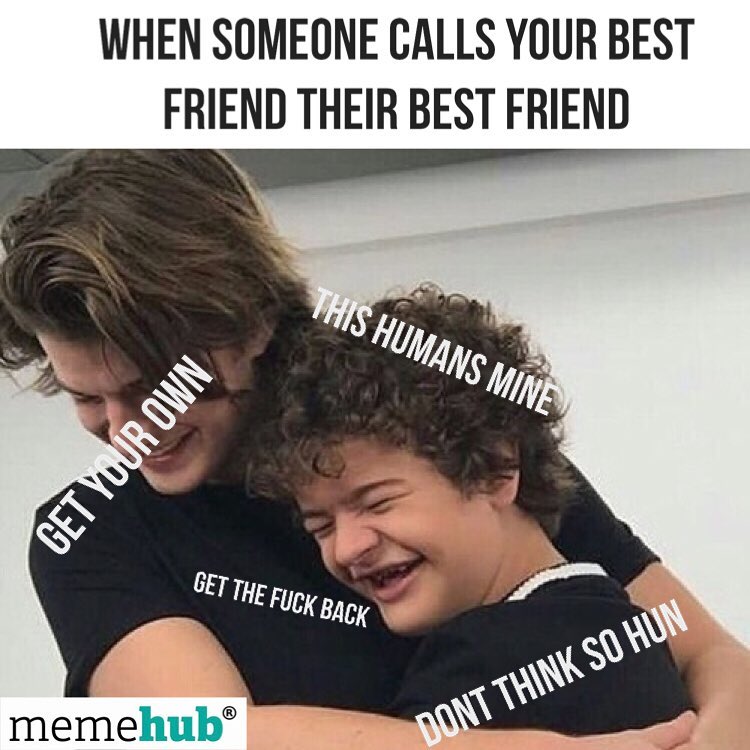 WHEN SOMEONE CALLS YOUR BEST
FRIEND THEIR BEST FRIEND
THIS HUMANS MINE
GET YOUR OWN
GET THE FUCK BACK
DONT THINK SO HUN
memehub®